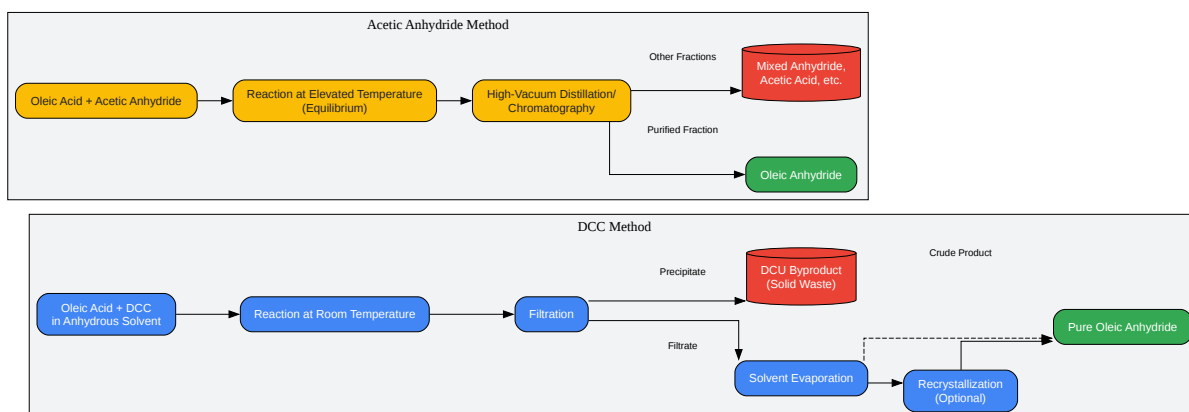 Acetic Anhydride Method
Other Fractions
Mixed Anhydride,
Acetic Acid, etc.
Oleic Acid + Acetic Anhydride
Reaction at Elevated Temperature
(Equilibrium)
High-Vacuum Distillation/
Chromatography
Purified Fraction
Oleic Anhydride
DCC Method
Crude Product
Precipitate
DCU Byproduct
(Solid Waste)
Oleic Acid + DCC
in Anhydrous Solvent
Reaction at Room Temperature
Filtration
Pure Oleic Anhydride
Filtrate
Solvent Evaporation
Recrystallization
(Optional)